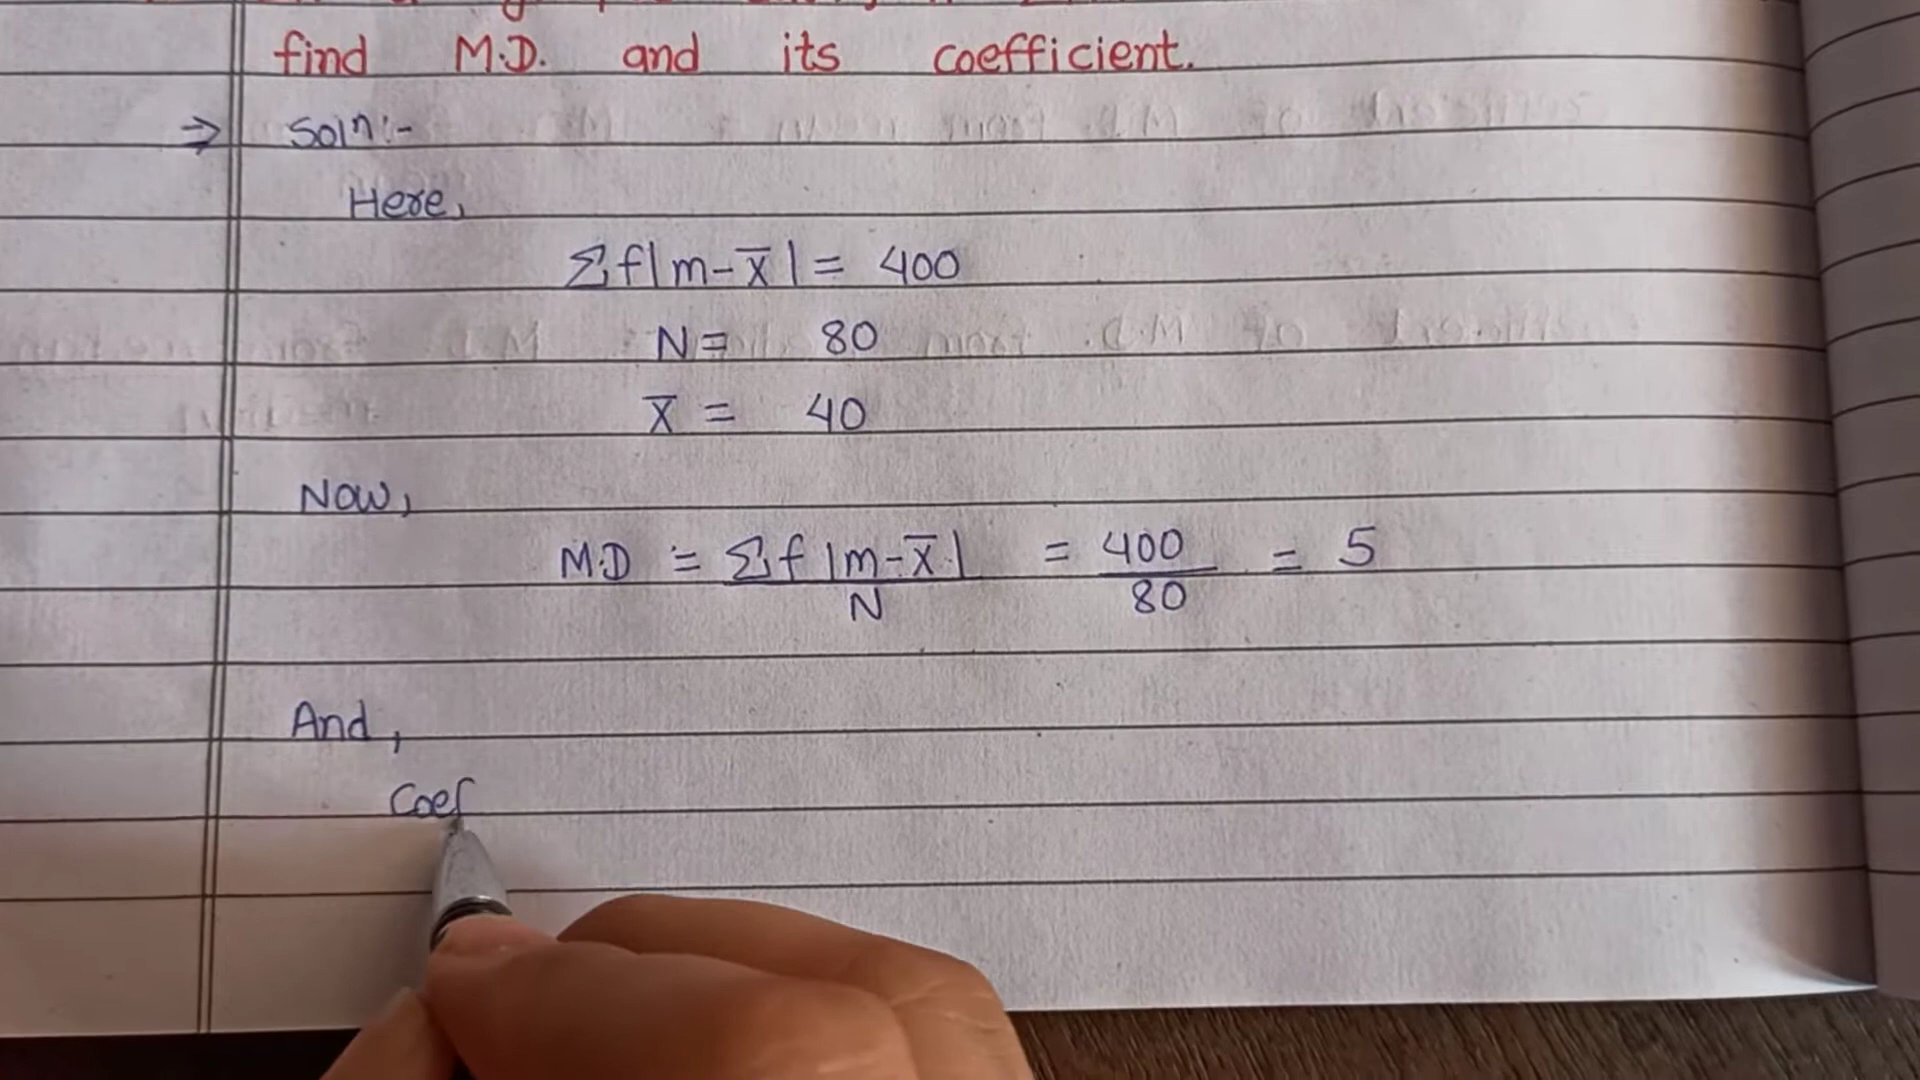 find M.D. and its coefficient.
⇒ Soln:-
Here,
Σf|m-x̅| = 400
N = 80
x̅ = 40
Now,
M.D = Σf|m-x̅|/N = 400/80 = 5
And,
Coef